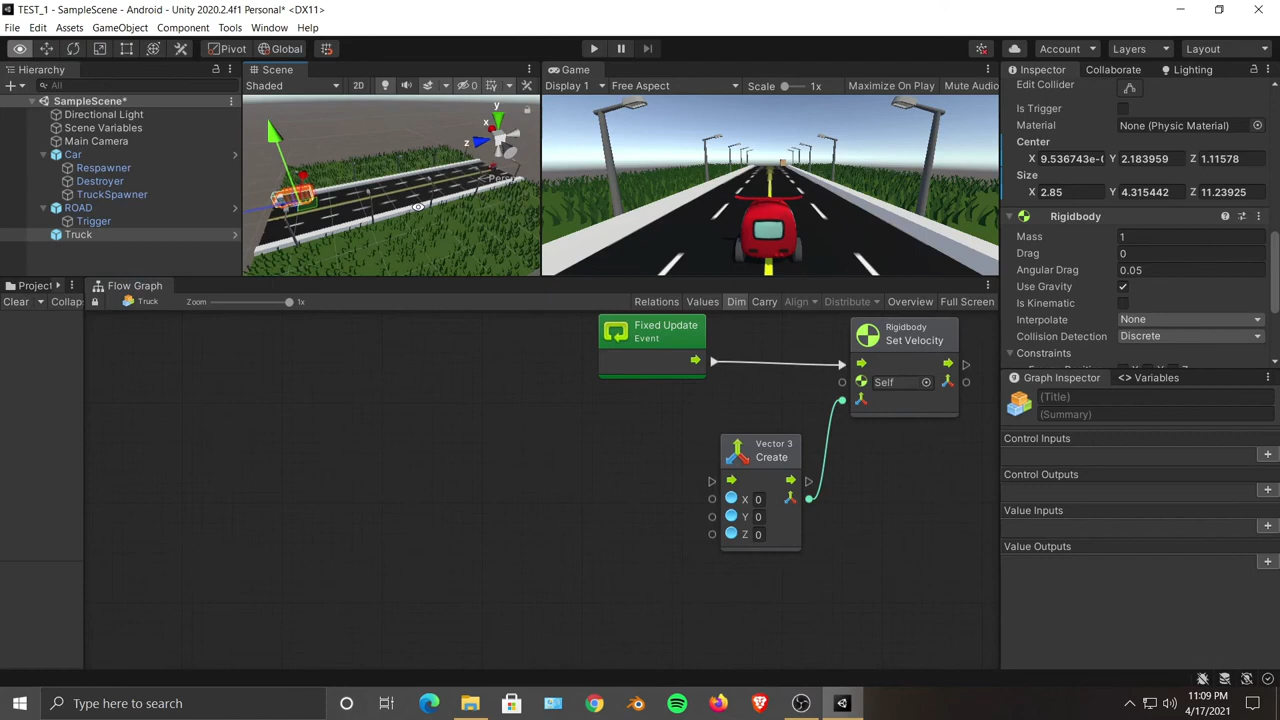 TEST_1 - SampleScene - Android - Unity 2020.2.4f1 Personal* <DX11>
File Edit Assets GameObject Component Tools Window Help
Pivot Global Account Layers Layout
Hierarchy
All
SampleScene*
Directional Light
Scene Variables
Main Camera
Car
Respawner
Destroyer
TruckSpawner
ROAD
Trigger
Truck
Scene
Shaded 2D 0
y
x
z
Persp
Game
Display 1 Free Aspect Scale 1x Maximize On Play Mute Audio
Inspector Collaborate Lighting
Edit Collider
Is Trigger
Material None (Physic Material)
Center
X 9.536743e-( Y 2.183959 Z 1.11578
Size
X 2.85 Y 4.315442 Z 11.23925
Rigidbody
Mass 1
Drag 0
Angular Drag 0.05
Use Gravity
Is Kinematic
Interpolate None
Collision Detection Discrete
Constraints
Project
Clear Collaps
Flow Graph
Truck Zoom 1x Relations Values Dim Carry Align Distribute Overview Full Screen
Fixed Update
Event
Rigidbody
Set Velocity
Self
Vector 3
Create
X 0
Y 0
Z 0
Graph Inspector <> Variables
(Title)
(Summary)
Control Inputs
Control Outputs
Value Inputs
Value Outputs
Type here to search
11:09 PM
4/17/2021